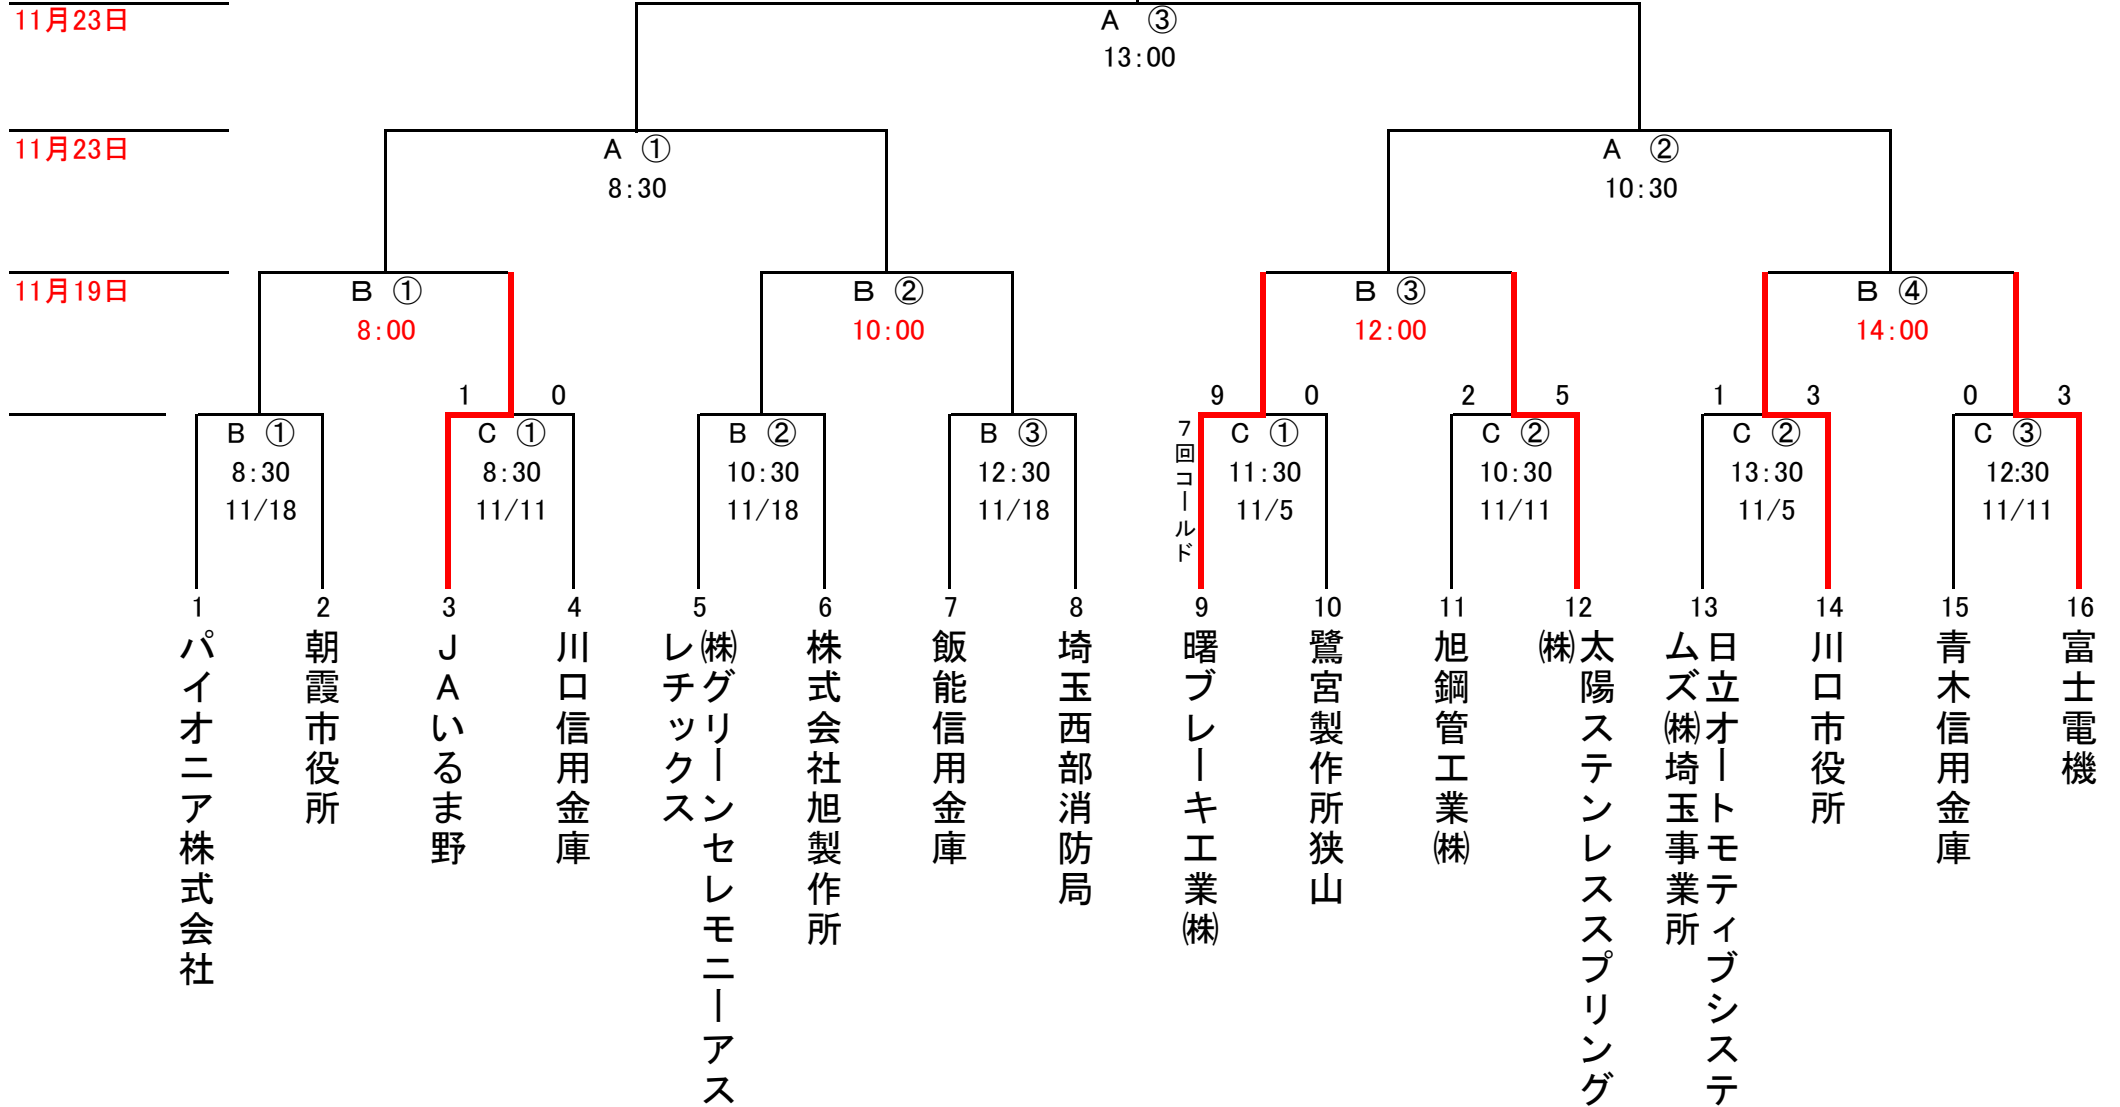 11月23日
A ③
13:00
11月23日
A ①
8:30
A ②
10:30
11月19日
B ①
8:00
B ②
10:00
B ③
12:00
B ④
14:00
1 0
9 0
2 5
1 3
0 3
B ①
8:30
11/18
C ①
8:30
11/11
B ②
10:30
11/18
B ③
12:30
11/18
7回コールド
C ①
11:30
11/5
C ②
10:30
11/11
C ②
13:30
11/5
C ③
12:30
11/11
1
パイオニア株式会社
2
朝霞市役所
3
JAいるま野
4
川口信用金庫
5
㈱グリーンセレモニーアス
レチックス
6
株式会社旭製作所
7
飯能信用金庫
8
埼玉西部消防局
9
曙ブレーキ工業㈱
10
鷺宮製作所狭山
11
旭鋼管工業㈱
12
太陽ステンレススプリング
㈱
13
日立オートモティブシステ
ムズ㈱埼玉事業所
14
川口市役所
15
青木信用金庫
16
富士電機